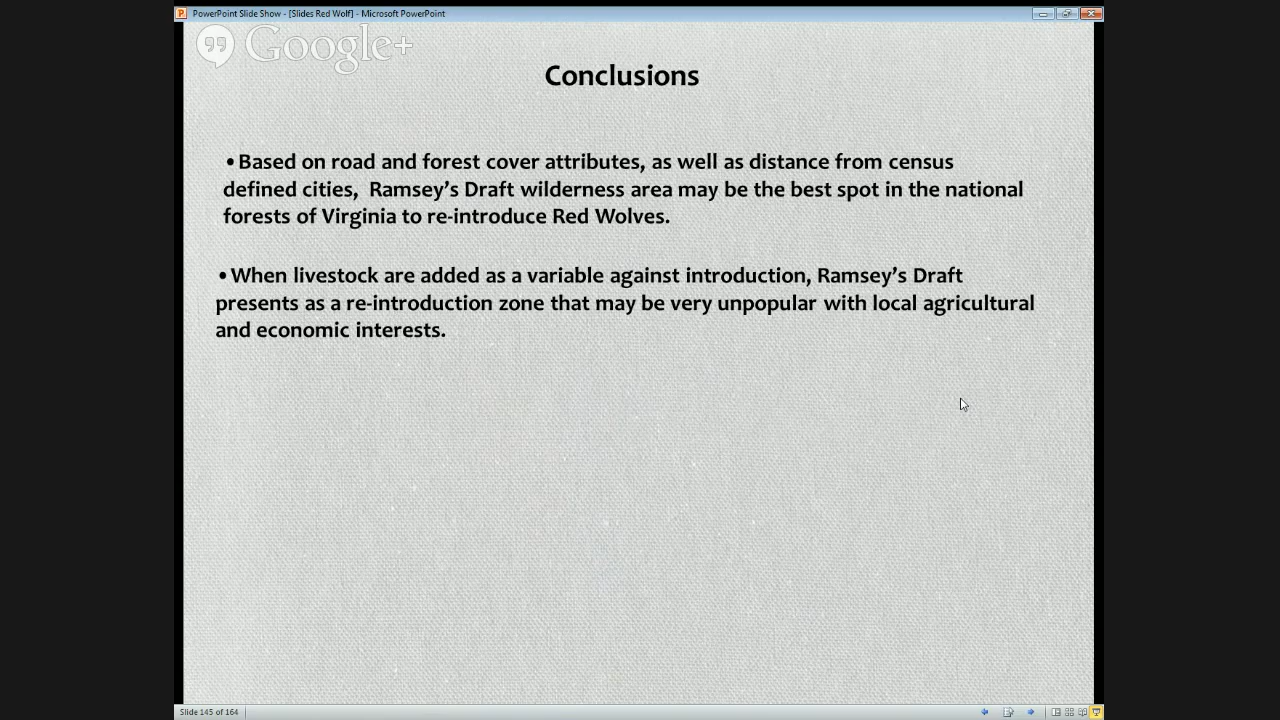 PowerPoint Slide Show - [Slides Red Wolf] - Microsoft PowerPoint
Google+
Conclusions
•Based on road and forest cover attributes, as well as distance from census
defined cities,  Ramsey's Draft wilderness area may be the best spot in the national
forests of Virginia to re-introduce Red Wolves.
•When livestock are added as a variable against introduction, Ramsey's Draft
presents as a re-introduction zone that may be very unpopular with local agricultural
and economic interests.
Slide 145 of 164